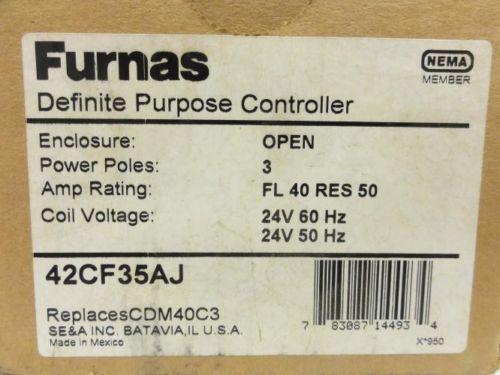 Furnas
NEMA
MEMBER
Definite Purpose Controller
Enclosure: OPEN
Power Poles: 3
Amp Rating: FL 40 RES 50
Coil Voltage: 24V 60 Hz
24V 50 Hz
42CF35AJ
ReplacesCDM40C3
SE&A INC. BATAVIA,IL U.S.A.
Made in Mexico
7 83087 14493 4
X*950